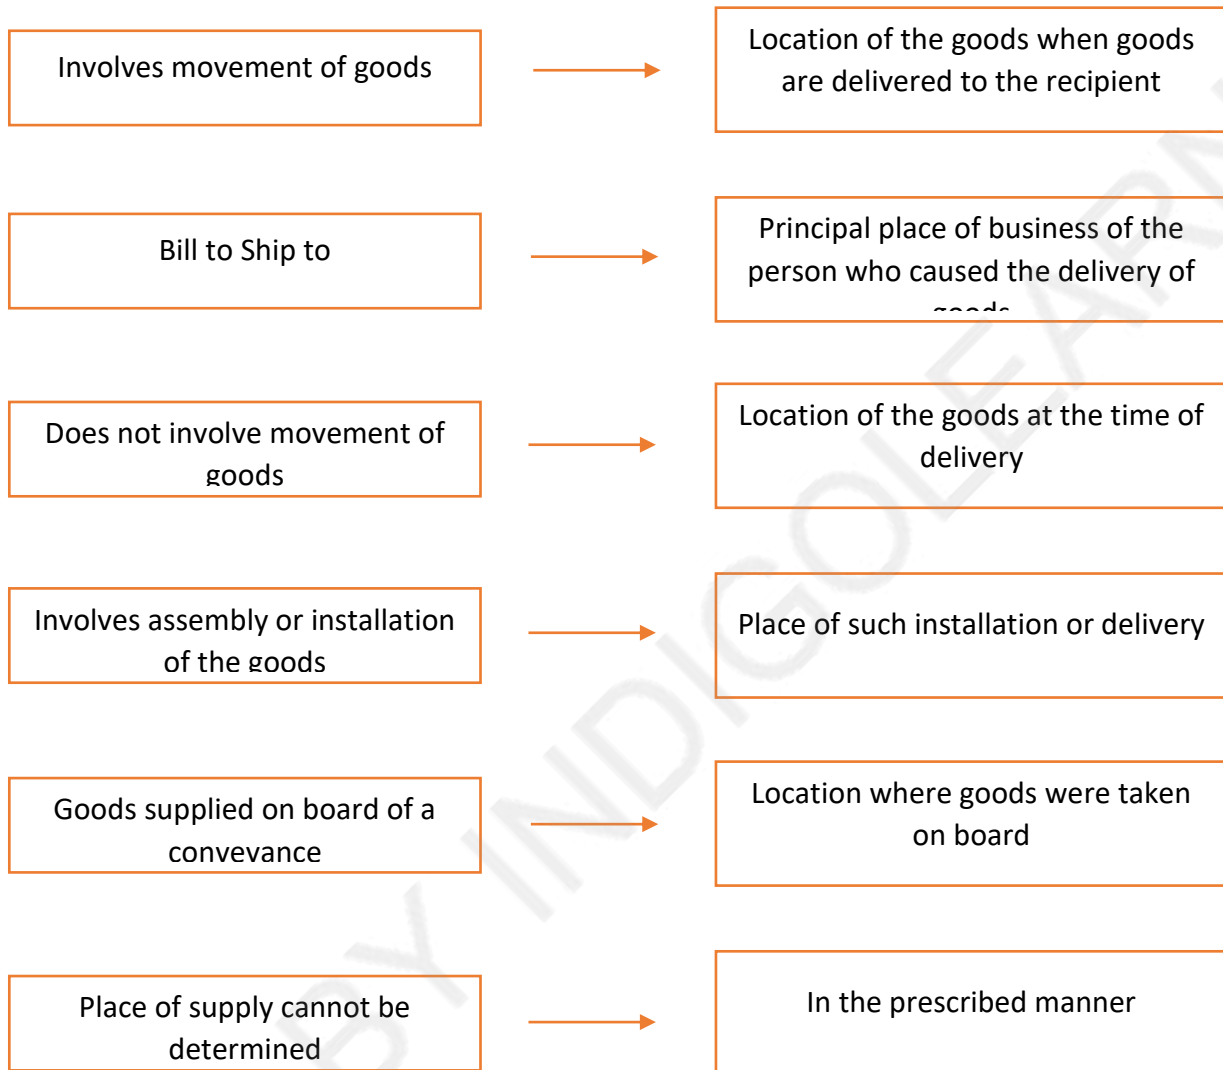 Involves movement of goods
Location of the goods when goods
are delivered to the recipient
Bill to Ship to
Principal place of business of the
person who caused the delivery of
goods
Does not involve movement of
goods
Location of the goods at the time of
delivery
Involves assembly or installation
of the goods
Place of such installation or delivery
Goods supplied on board of a
conveyance
Location where goods were taken
on board
Place of supply cannot be
determined
In the prescribed manner
BY INDIGOLEARN